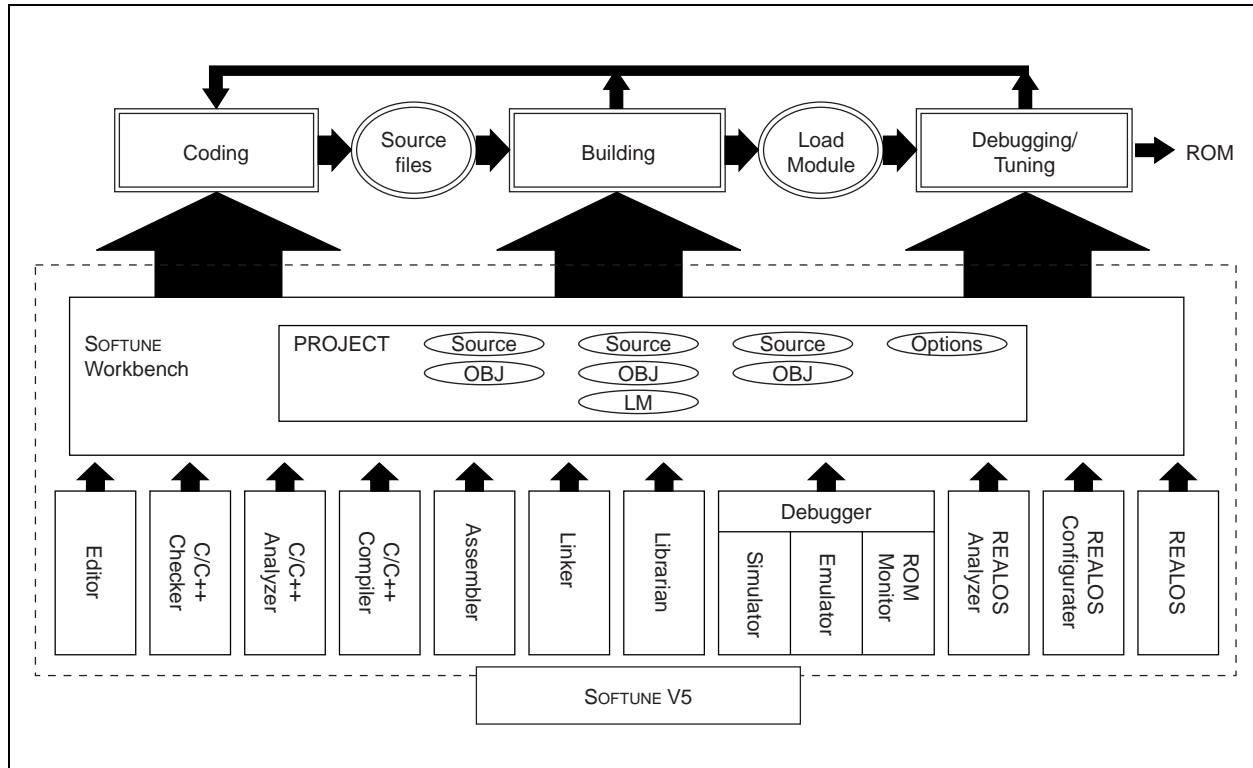 Coding
Source
files
Building
Load
Module
Debugging/
Tuning
ROM
SOFTUNE
Workbench
PROJECT
Source
Source
Source
Options
OBJ
OBJ
OBJ
LM
Editor
C/C++
Checker
C/C++
Analyzer
C/C++
Compiler
Assembler
Linker
Librarian
Debugger
Simulator
Emulator
ROM
Monitor
REALOS
Analyzer
REALOS
Configurater
REALOS
SOFTUNE V5